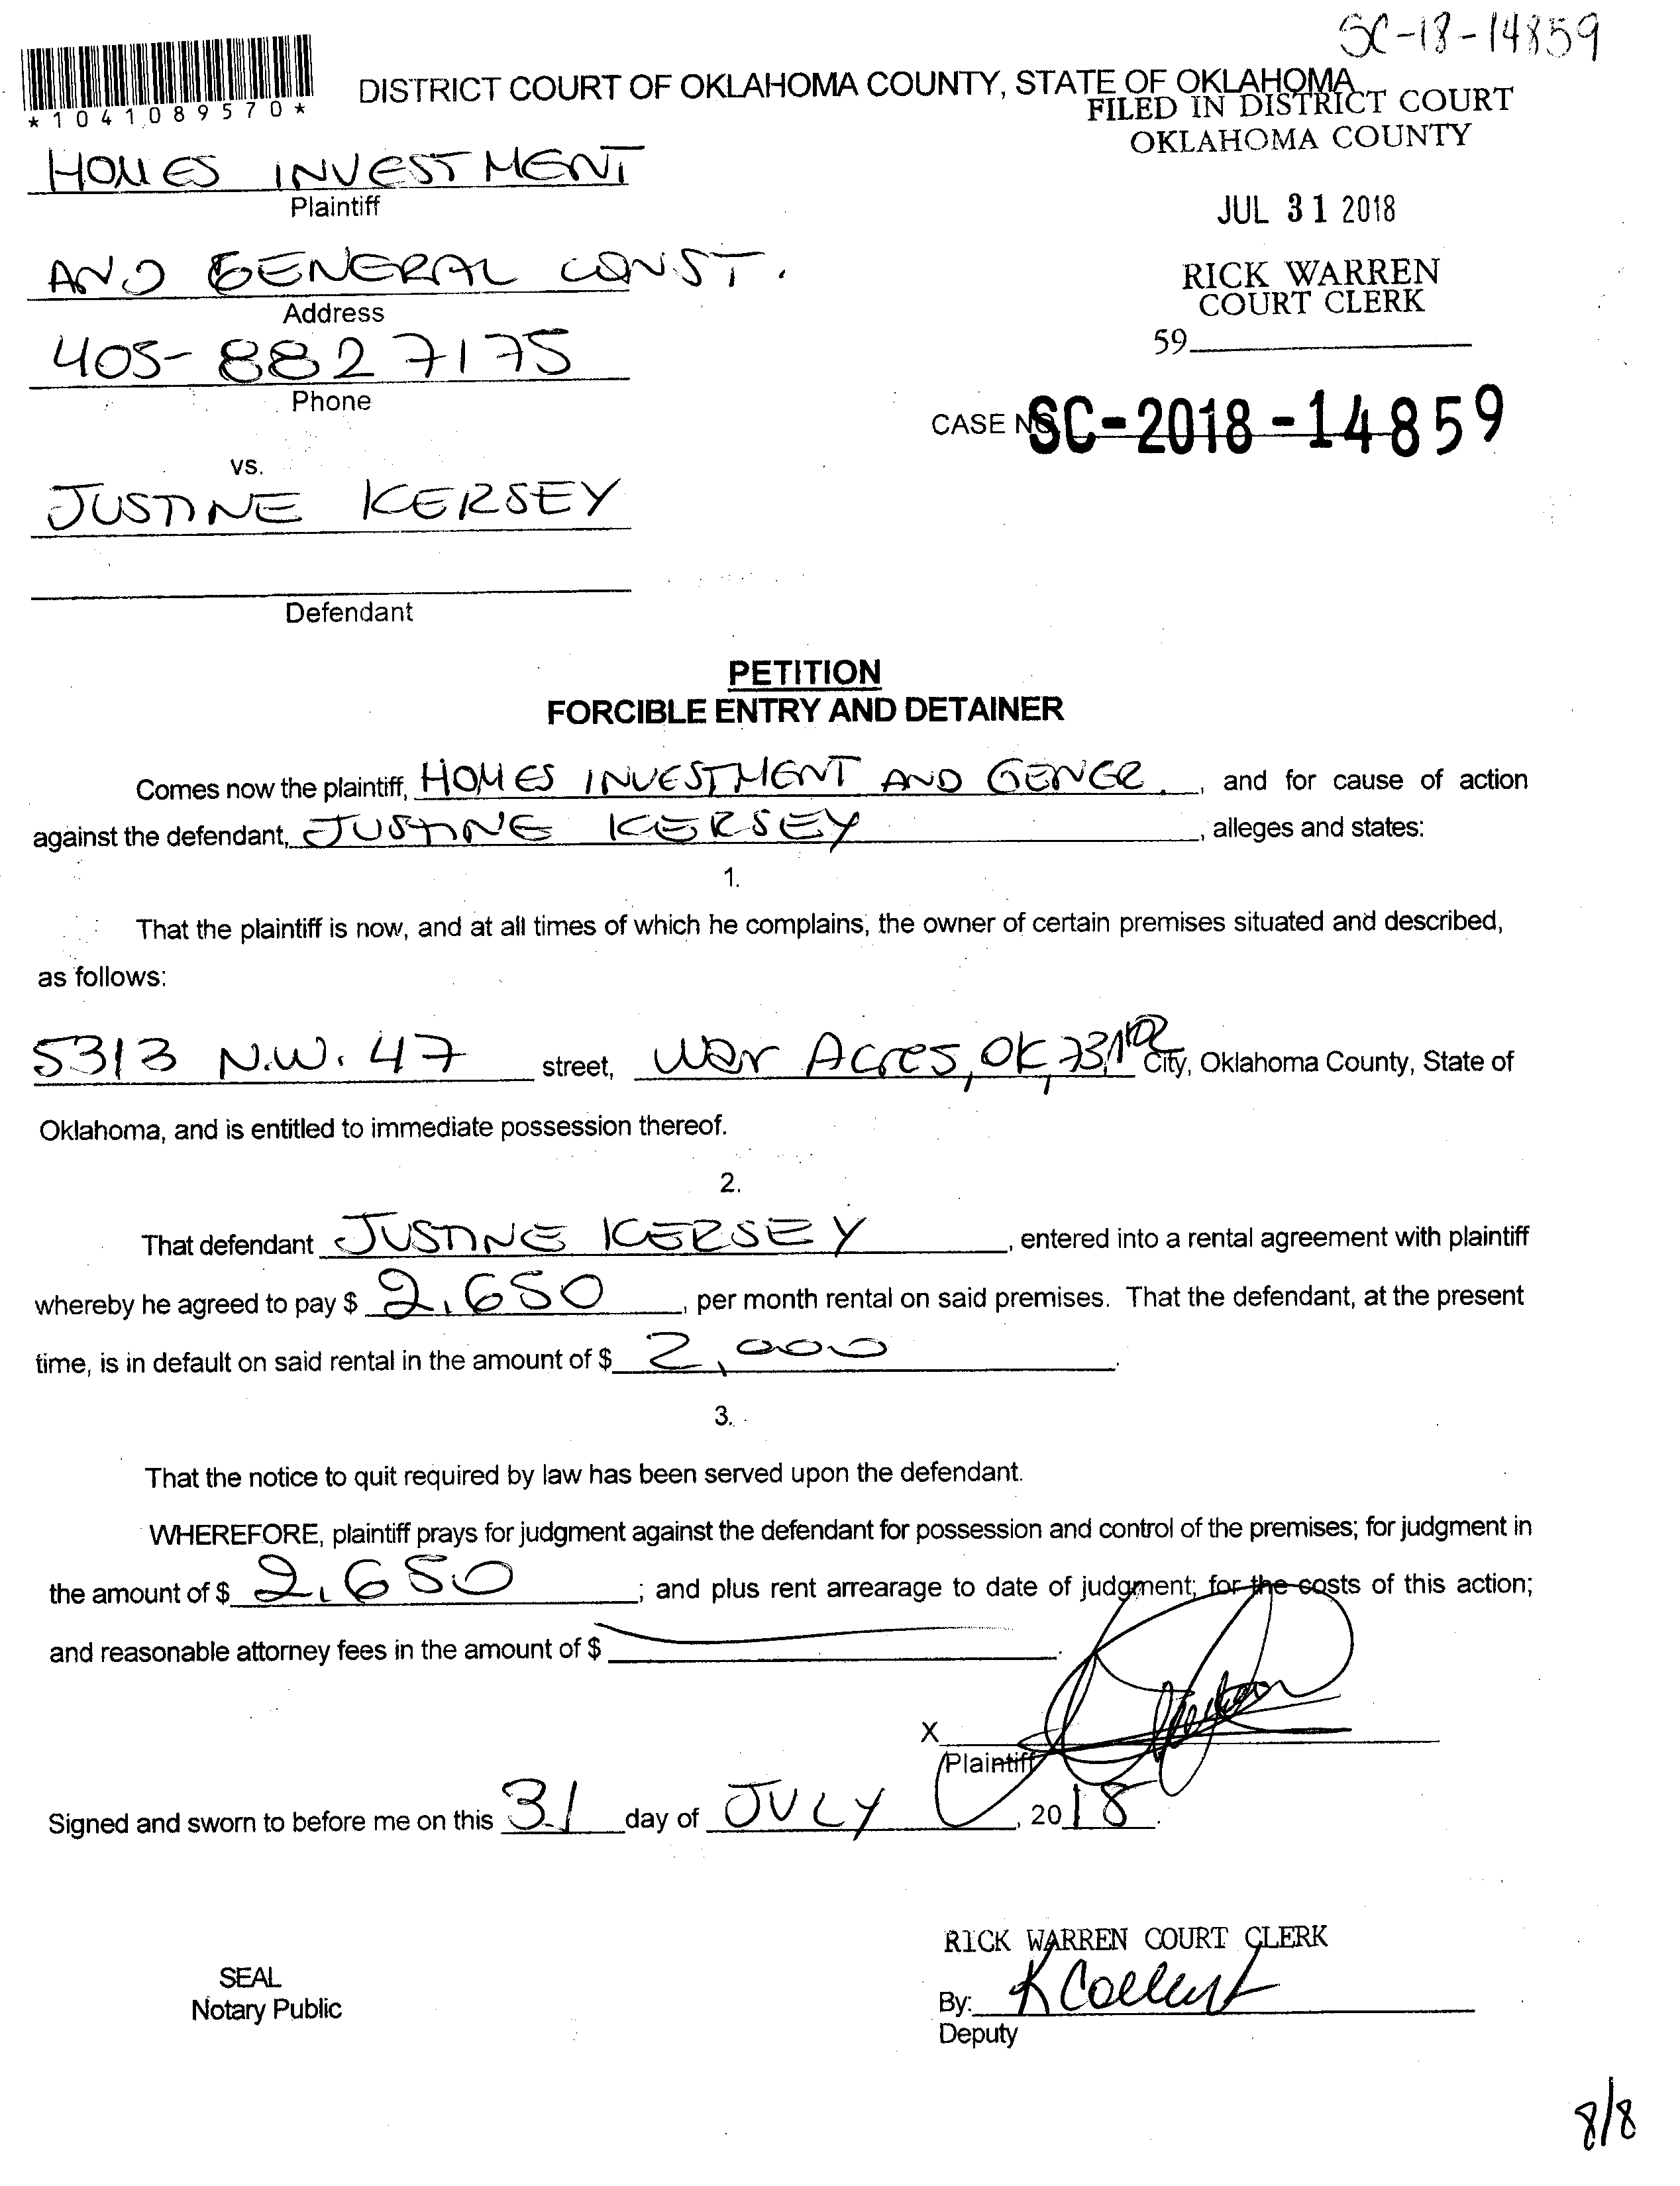 SC-18-14859
*1041089570*
DISTRICT COURT OF OKLAHOMA COUNTY, STATE OF OKLAHOMA
FILED IN DISTRICT COURT
OKLAHOMA COUNTY
HOMES INVESTMENT
Plaintiff
JUL 31 2018
AND GENERAL CONST.
Address
RICK WARREN
COURT CLERK
405-882 7175
Phone
59
CASE NO. SC-2018-14859
vs.
JUSTINE KERSEY
Defendant
PETITION
FORCIBLE ENTRY AND DETAINER
Comes now the plaintiff, HOMES INVESTMENT AND GENER., and for cause of action
against the defendant, JUSTINE KERSEY, alleges and states:
1.
That the plaintiff is now, and at all times of which he complains, the owner of certain premises situated and described,
as follows:
5313 N.W. 47 street, War Acres, OK, 73, City, Oklahoma County, State of
Oklahoma, and is entitled to immediate possession thereof.
2.
That defendant JUSTINE KERSEY, entered into a rental agreement with plaintiff
whereby he agreed to pay $ 2,650, per month rental on said premises. That the defendant, at the present
time, is in default on said rental in the amount of $ 2,000.
3.
That the notice to quit required by law has been served upon the defendant.
WHEREFORE, plaintiff prays for judgment against the defendant for possession and control of the premises; for judgment in
the amount of $ 2,650; and plus rent arrearage to date of judgment; for the costs of this action;
and reasonable attorney fees in the amount of $.
X
Plaintiff
Signed and sworn to before me on this 31 day of JULY, 2018.
RICK WARREN COURT CLERK
SEAL
Notary Public
By:
Deputy
8/8